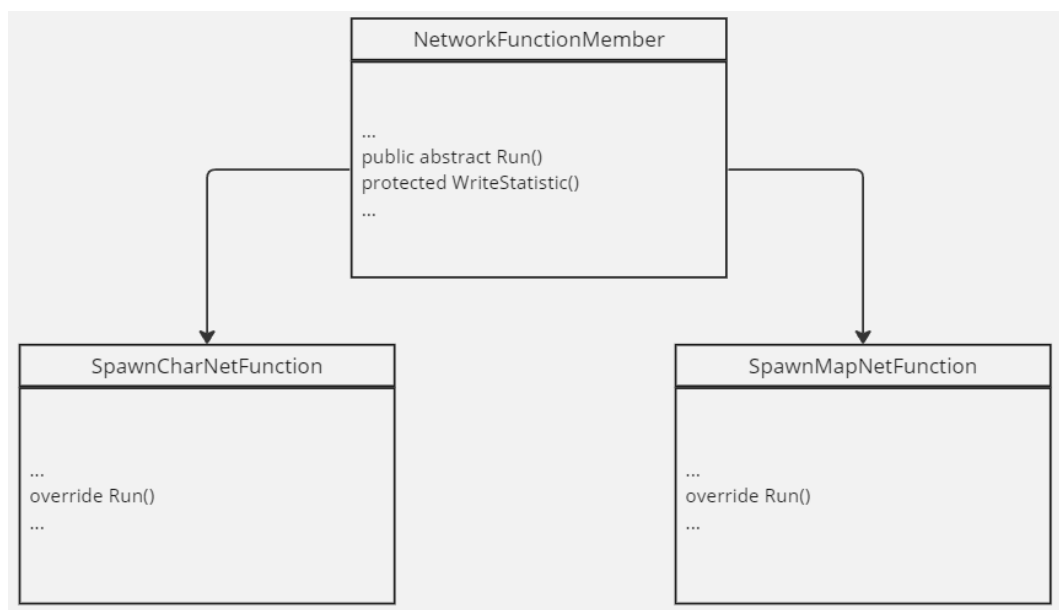 NetworkFunctionMember
...
public abstract Run()
protected WriteStatistic()
...
SpawnCharNetFunction
...
override Run()
...
SpawnMapNetFunction
...
override Run()
...